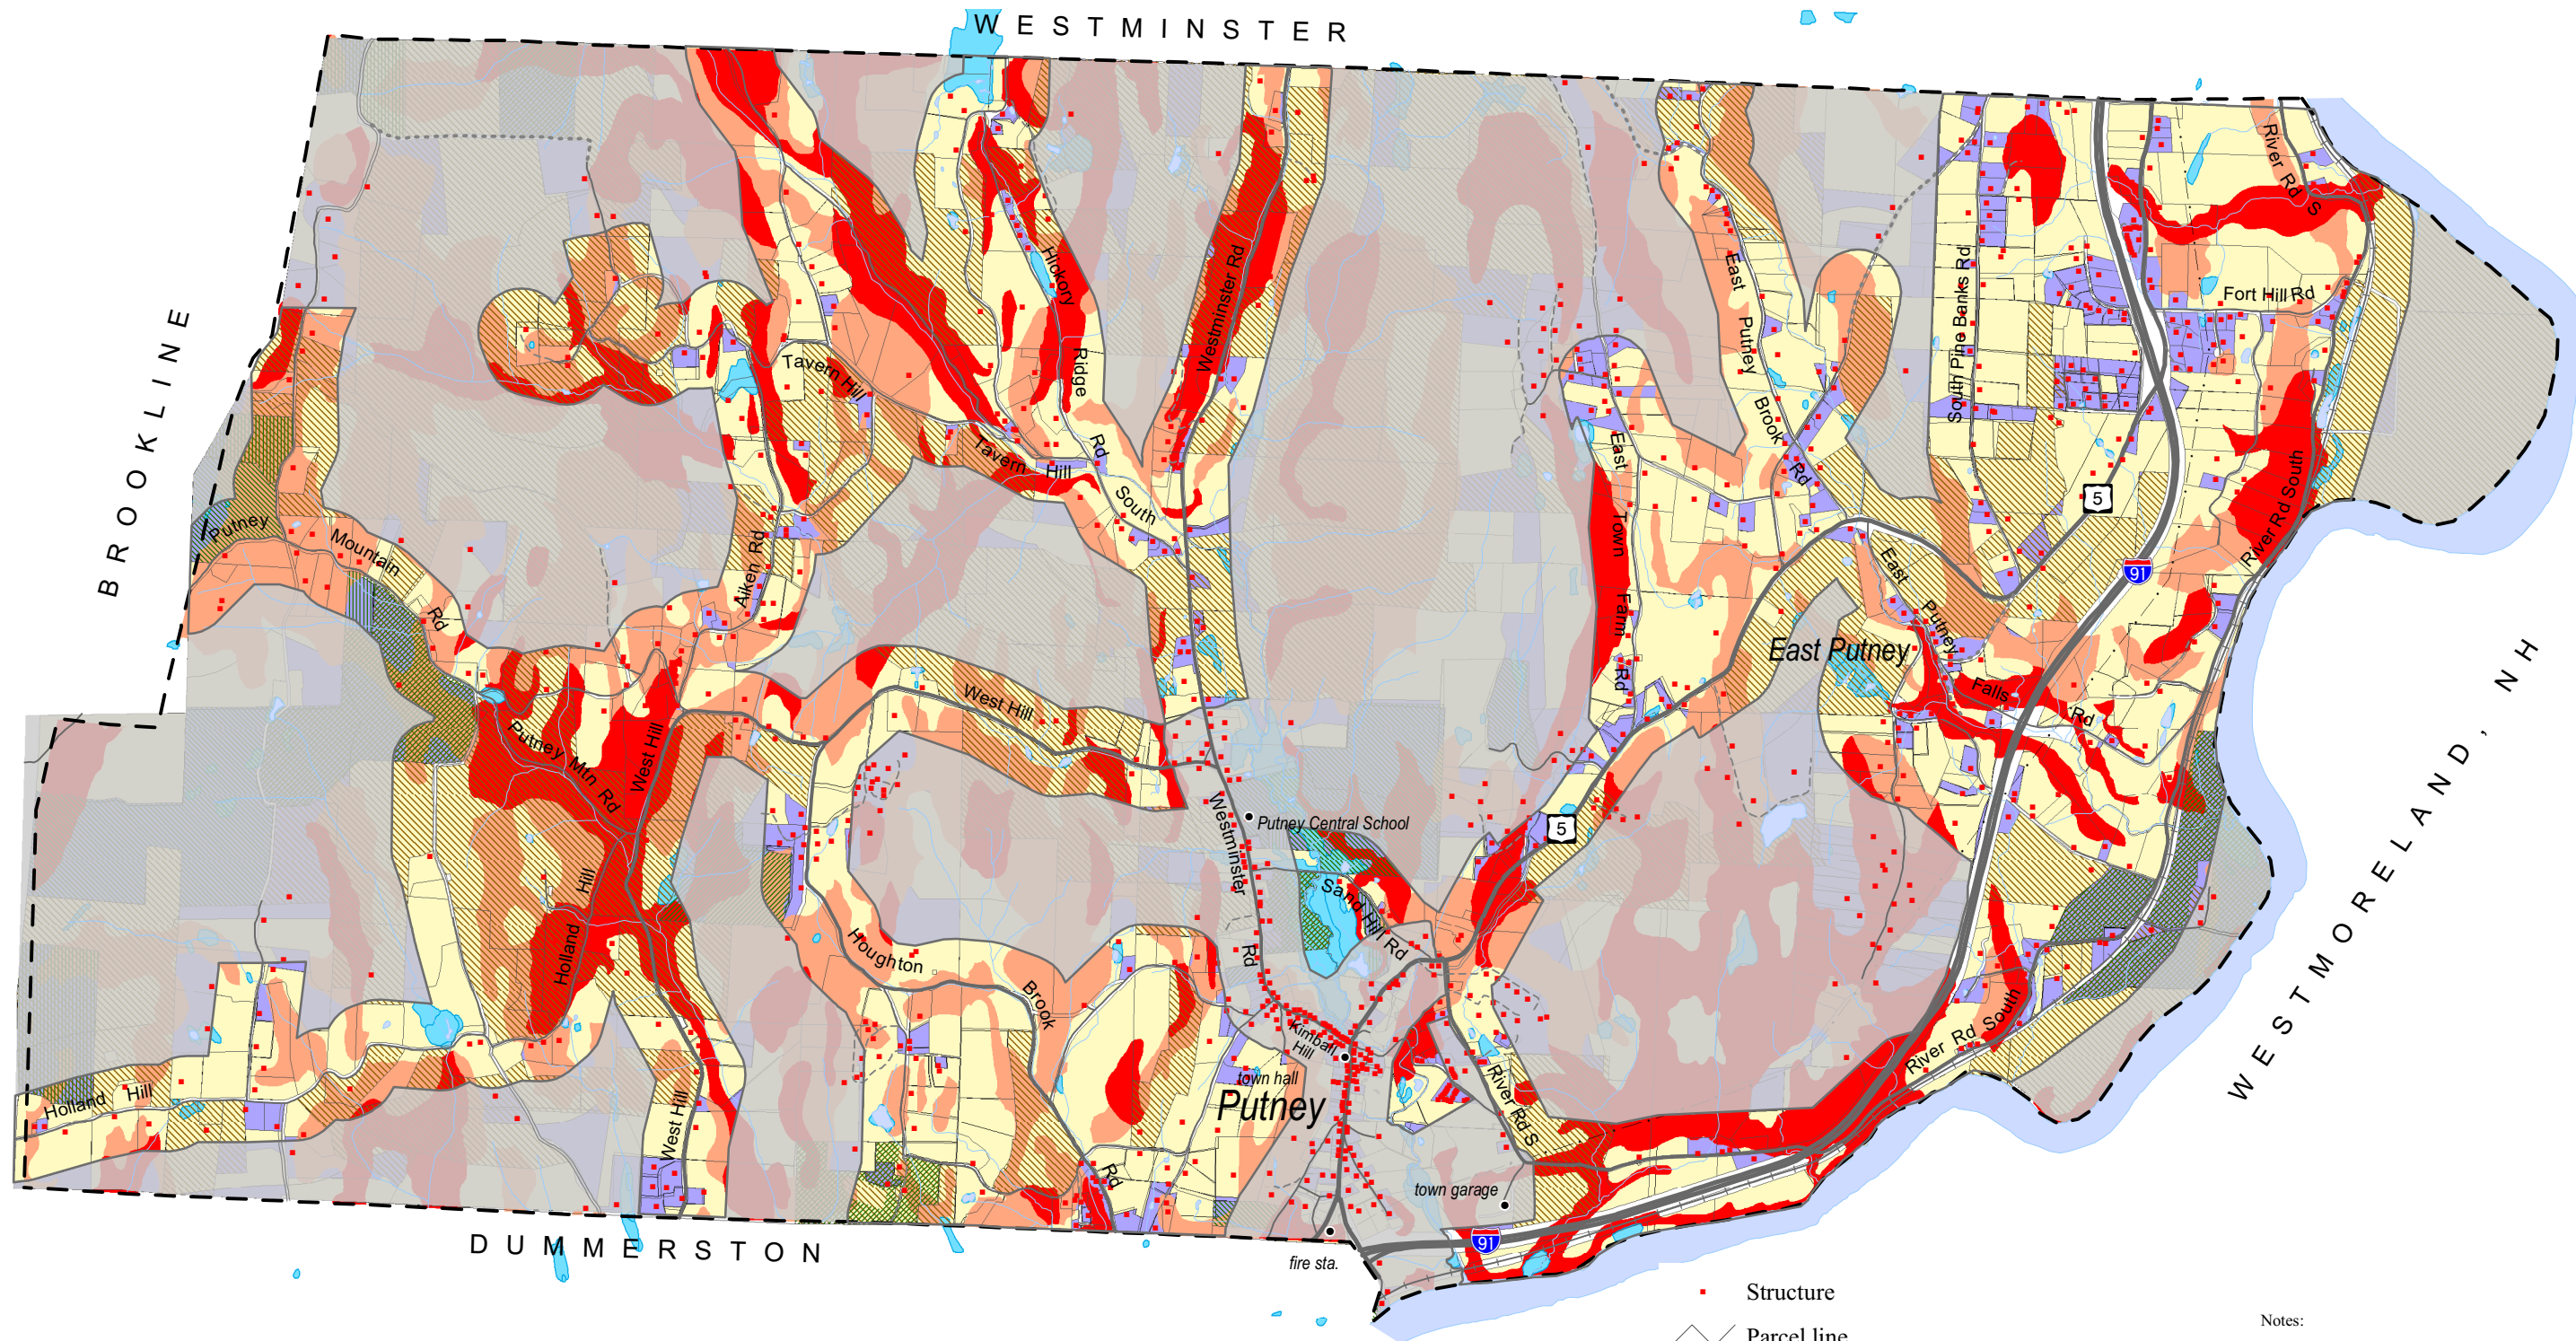 WESTMINSTER
BROOKLINE
River Rd S
Hickory
Ridge
Rd
Westminster Rd
East
Putney
Brook
Rd
South Pine Banks Rd
Fort Hill Rd
Tavern Hill
Tavern Hill
South
East
Town
Farm
Rd
5
River Rd South
Putney
Mountain
Rd
Aiken Rd
91
East
Putney
Falls
Rd
East Putney
West Hill
Putney Mtn Rd
West Hill
WESTMORELAND, NH
Westminster
Rd
Putney Central School
5
Sand Hill Rd
Holland
Hill
Houghton
Brook
Rd
Kimball
Hill
town hall
Putney
River Rd S
River Rd South
Holland Hill
West Hill
town garage
91
fire sta.
DUMMERSTON
Structure
Parcel line
Notes: